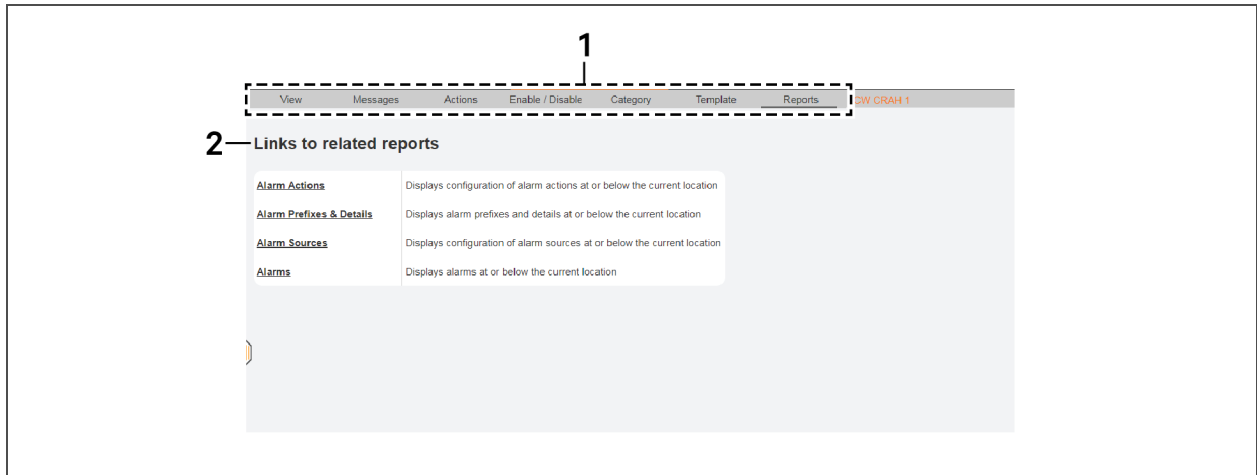 1
View Messages Actions Enable / Disable Category Template Reports CW CRAH 1
2 Links to related reports
Alarm Actions Displays configuration of alarm actions at or below the current location
Alarm Prefixes & Details Displays alarm prefixes and details at or below the current location
Alarm Sources Displays configuration of alarm sources at or below the current location
Alarms Displays alarms at or below the current location